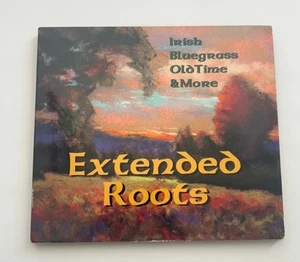 Irish
Bluegrass
OldTime
&More
Extended
Roots